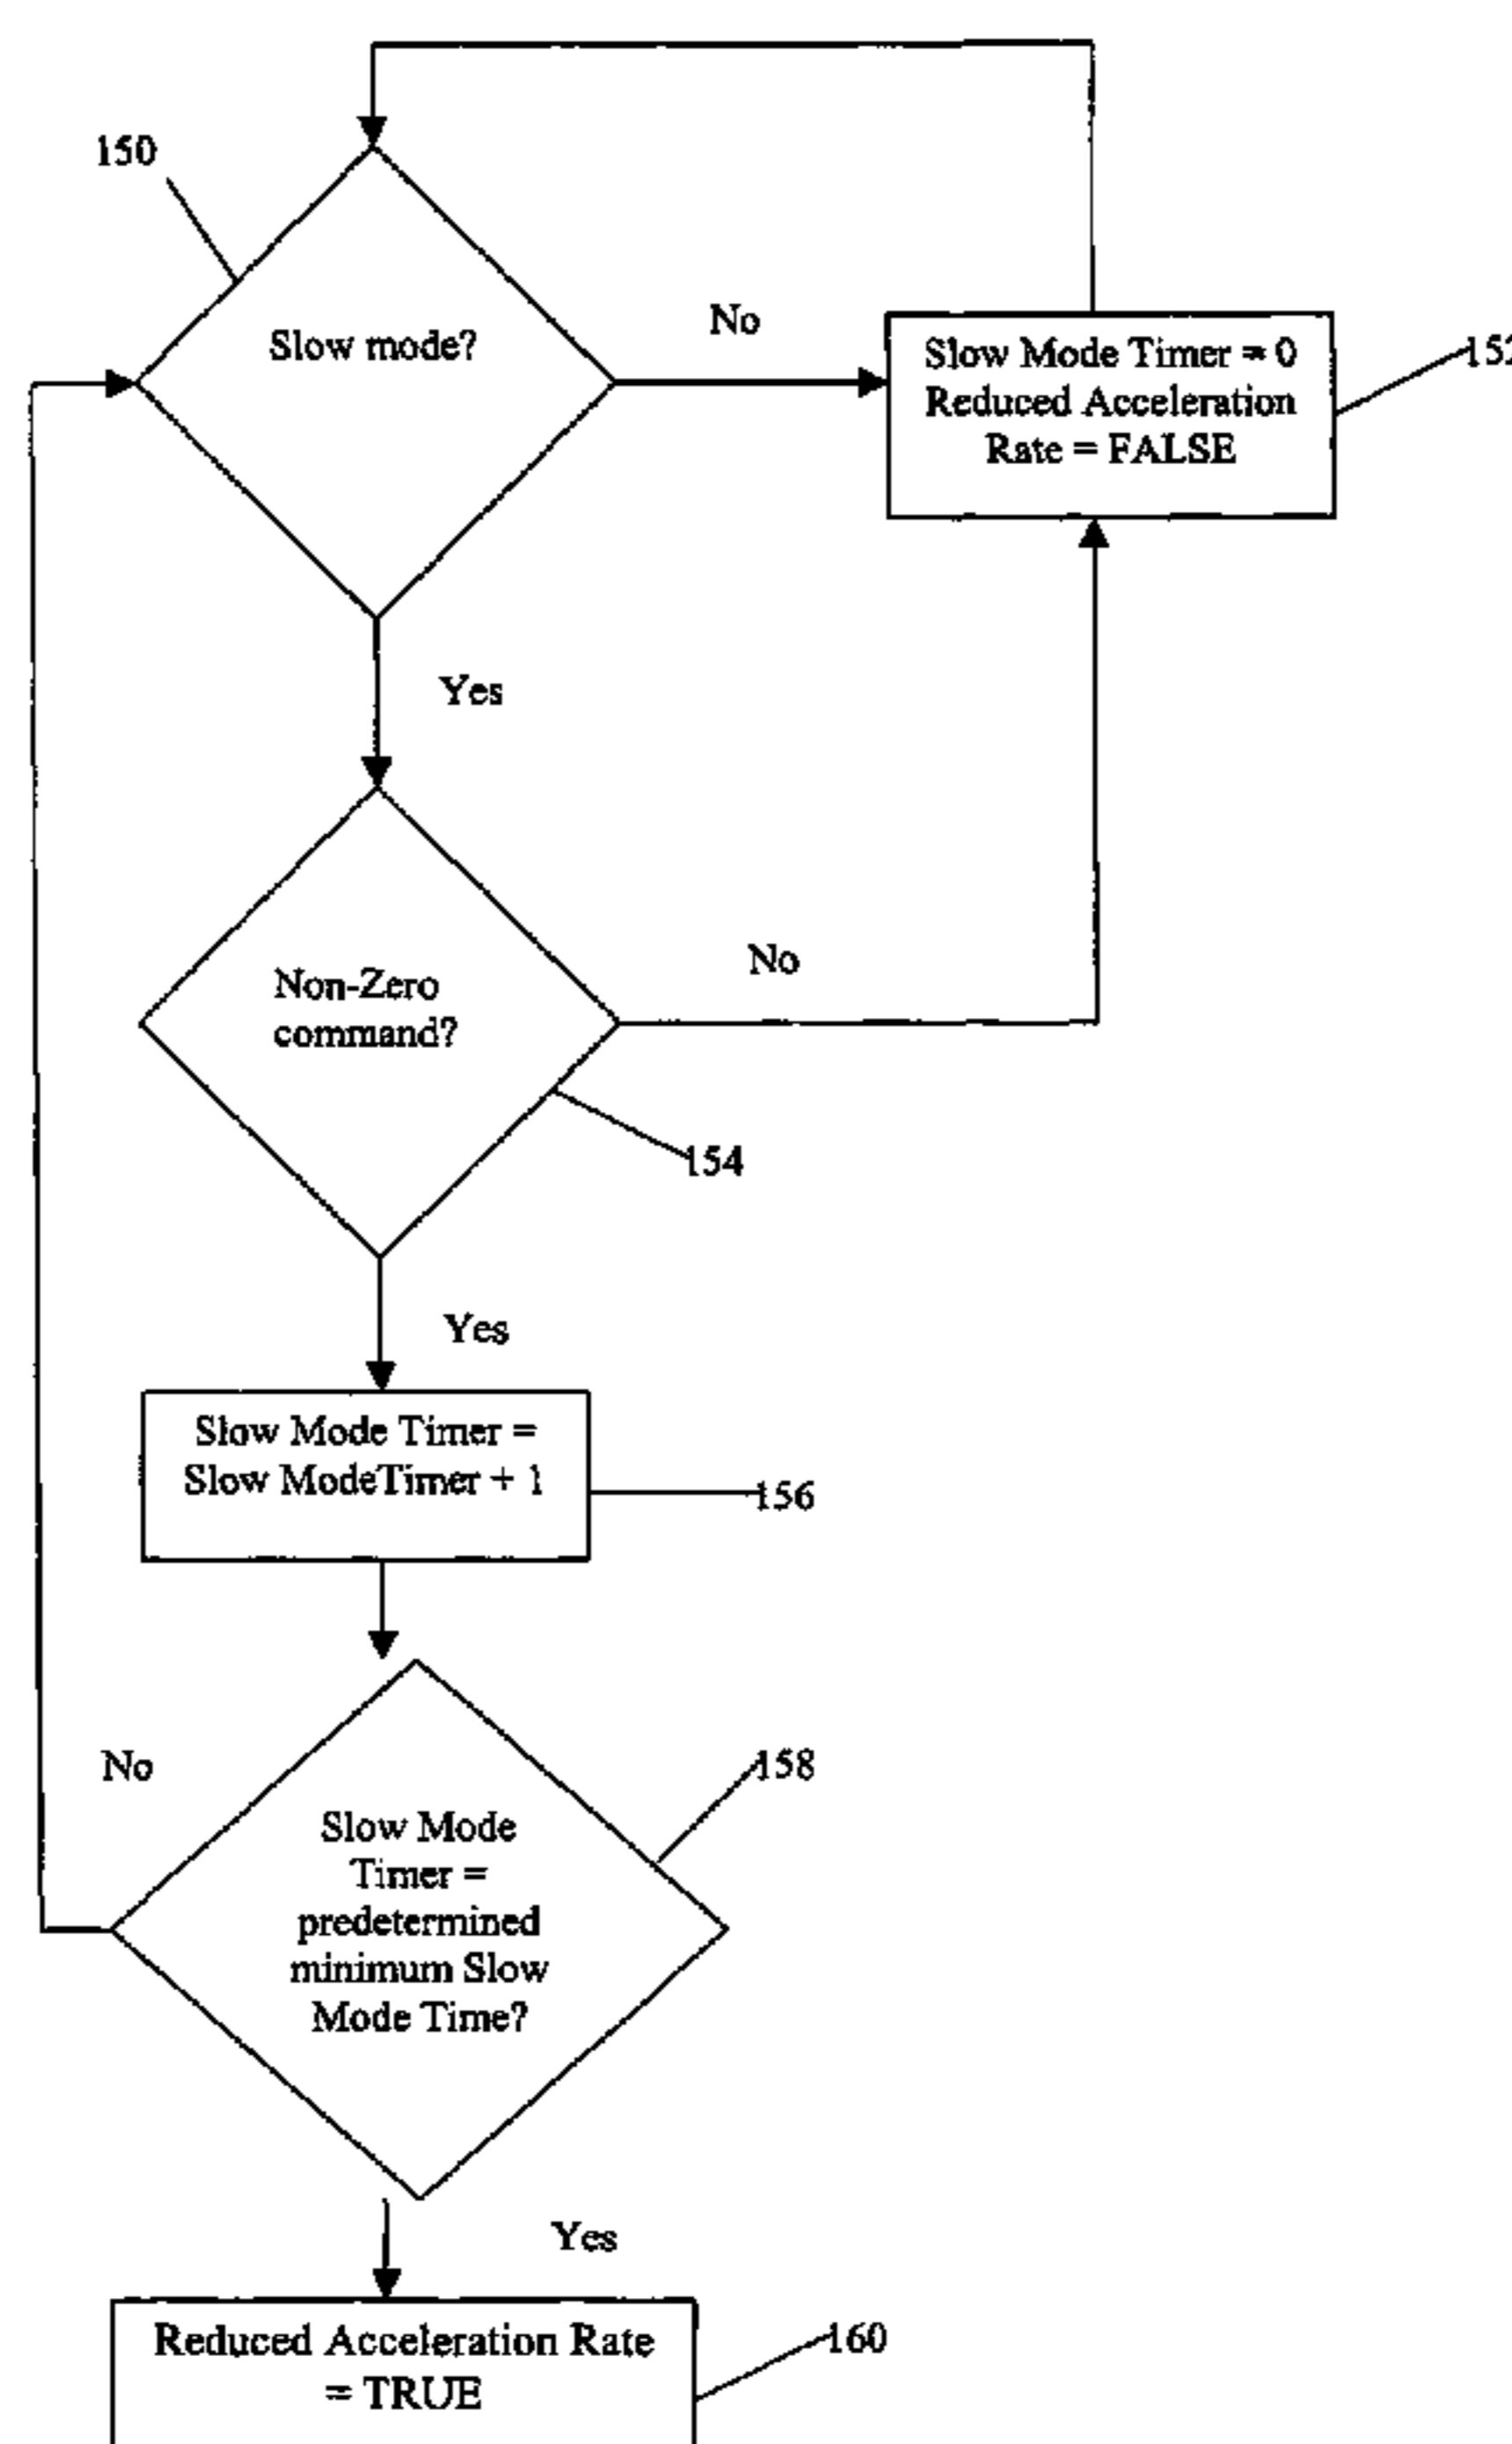 150
Slow mode?
No
Slow Mode Timer = 0
Reduced Acceleration
Rate = FALSE
152
Yes
Non-Zero
command?
No
154
Yes
Slow Mode Timer =
Slow ModeTimer + 1
156
No
158
Slow Mode
Timer =
predetermined
minimum Slow
Mode Time?
Yes
Reduced Acceleration Rate
= TRUE
160